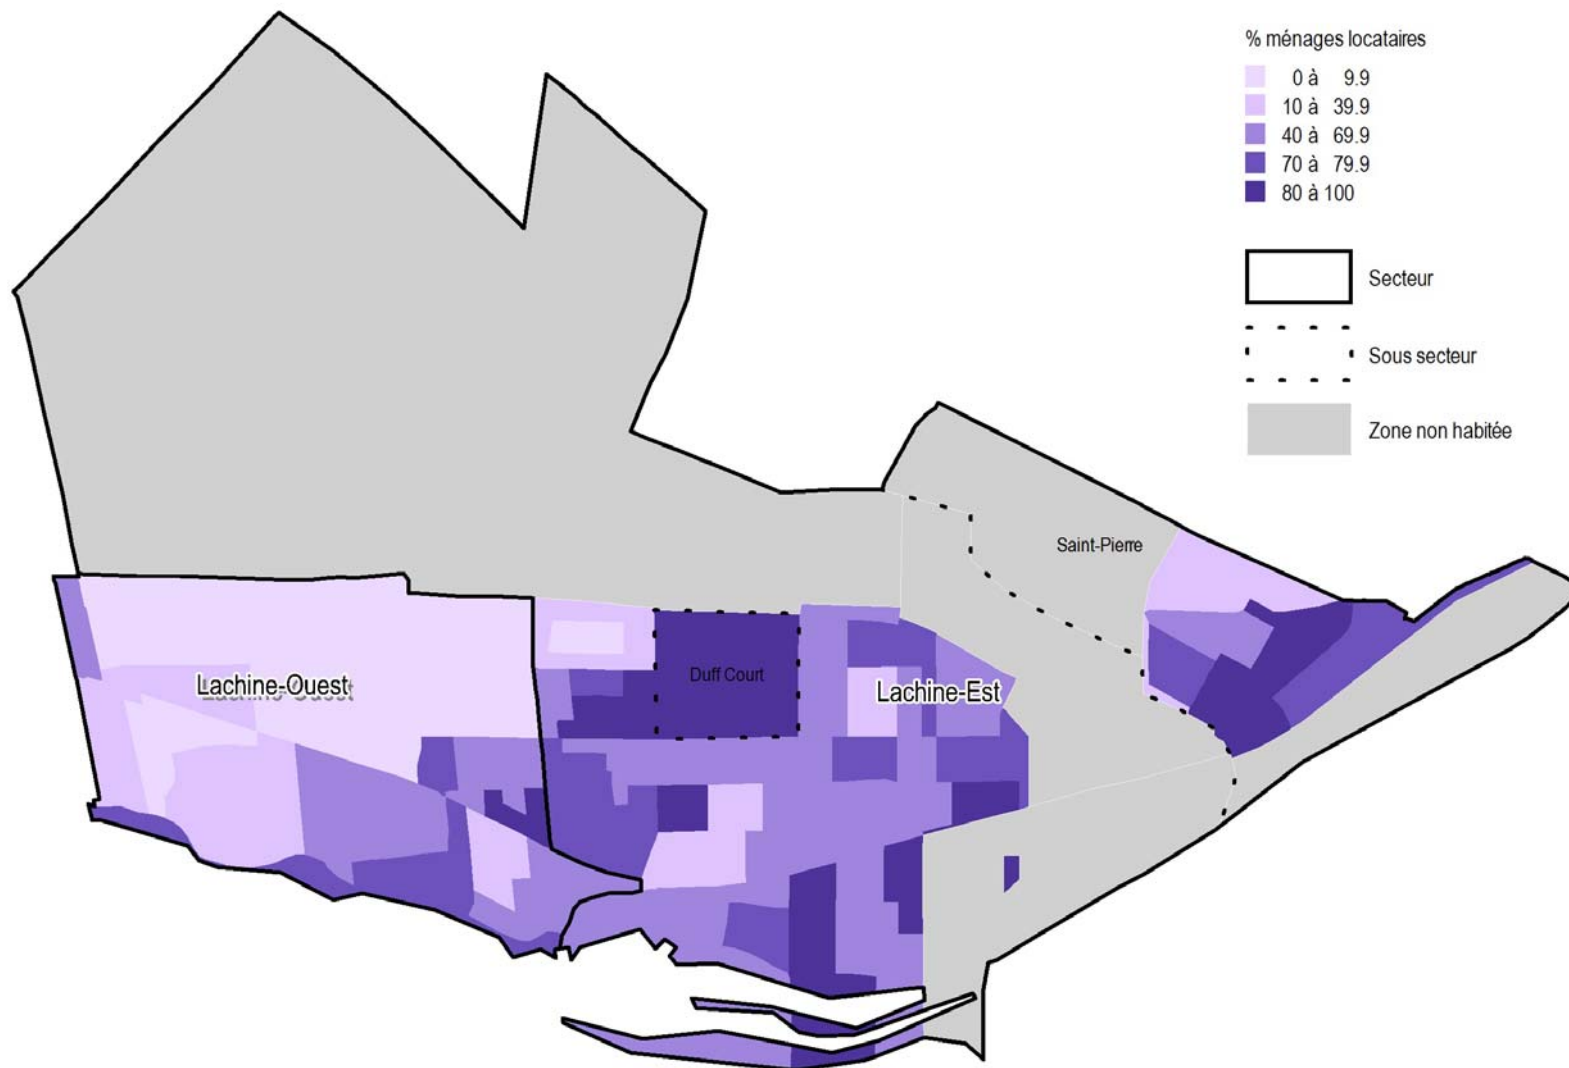 % ménages locataires
0 à 9.9
10 à 39.9
40 à 69.9
70 à 79.9
80 à 100
Secteur
Sous secteur
Zone non habitée
Saint-Pierre
Duff Court
Lachine-Ouest
Lachine-Est